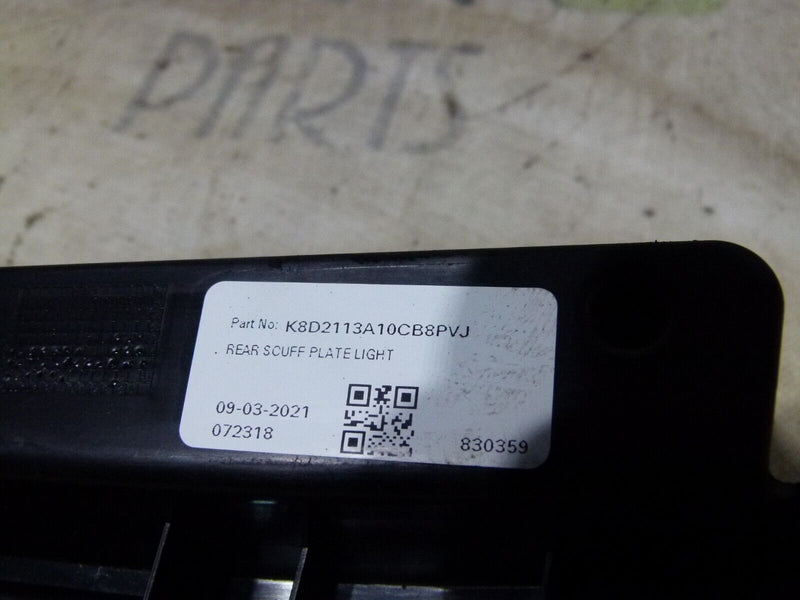 PARTS
Part No: K8D2113A10CB8PVJ
. REAR SCUFF PLATE LIGHT
09-03-2021
072318
830359